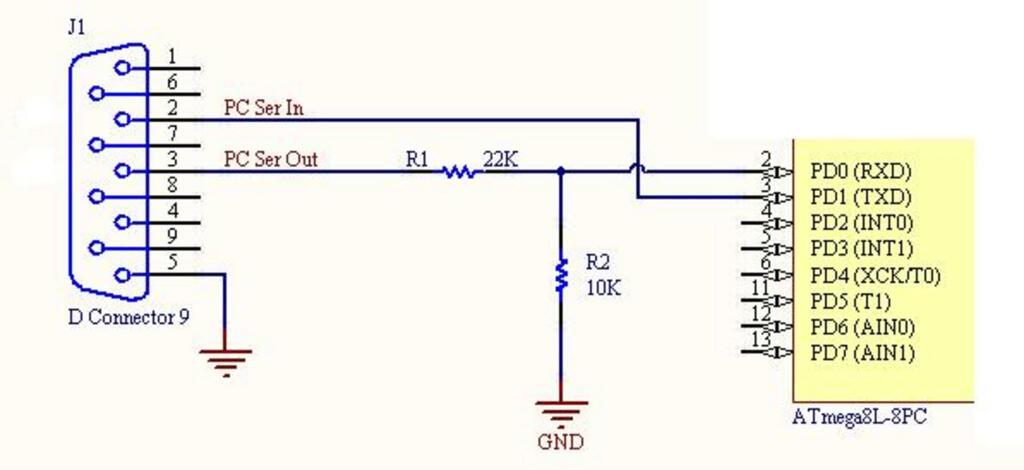 J1
1
6
2
7
3
8
4
9
5
D Connector 9
PC Ser In
PC Ser Out
R1 22K
R2
10K
GND
2 PD0 (RXD)
3 PD1 (TXD)
4 PD2 (INT0)
5 PD3 (INT1)
6 PD4 (XCK/T0)
11 PD5 (T1)
12 PD6 (AIN0)
13 PD7 (AIN1)
ATmega8L-8PC